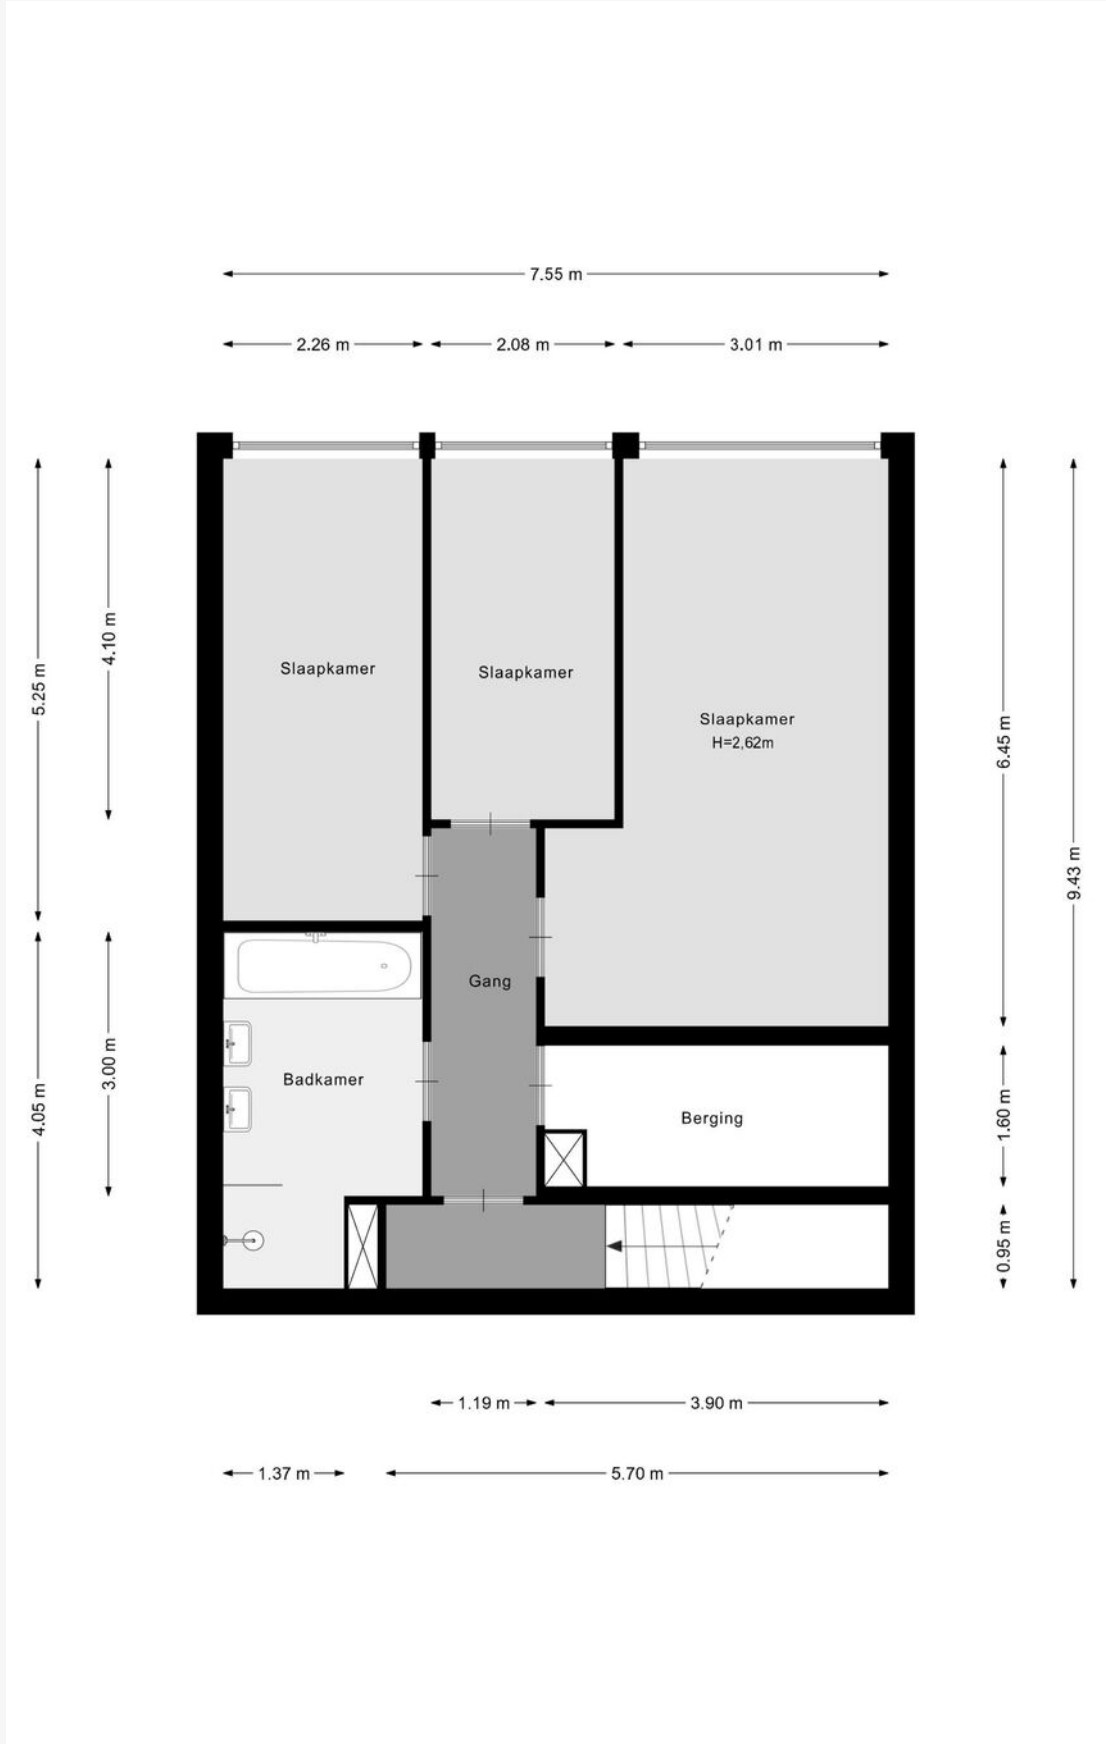 7.55 m
2.26 m
2.08 m
3.01 m
4.10 m
5.25 m
Slaapkamer
Slaapkamer
Slaapkamer
H=2,62m
6.45 m
9.43 m
Gang
3.00 m
4.05 m
Badkamer
Berging
1.60 m
0.95 m
1.19 m
3.90 m
1.37 m
5.70 m